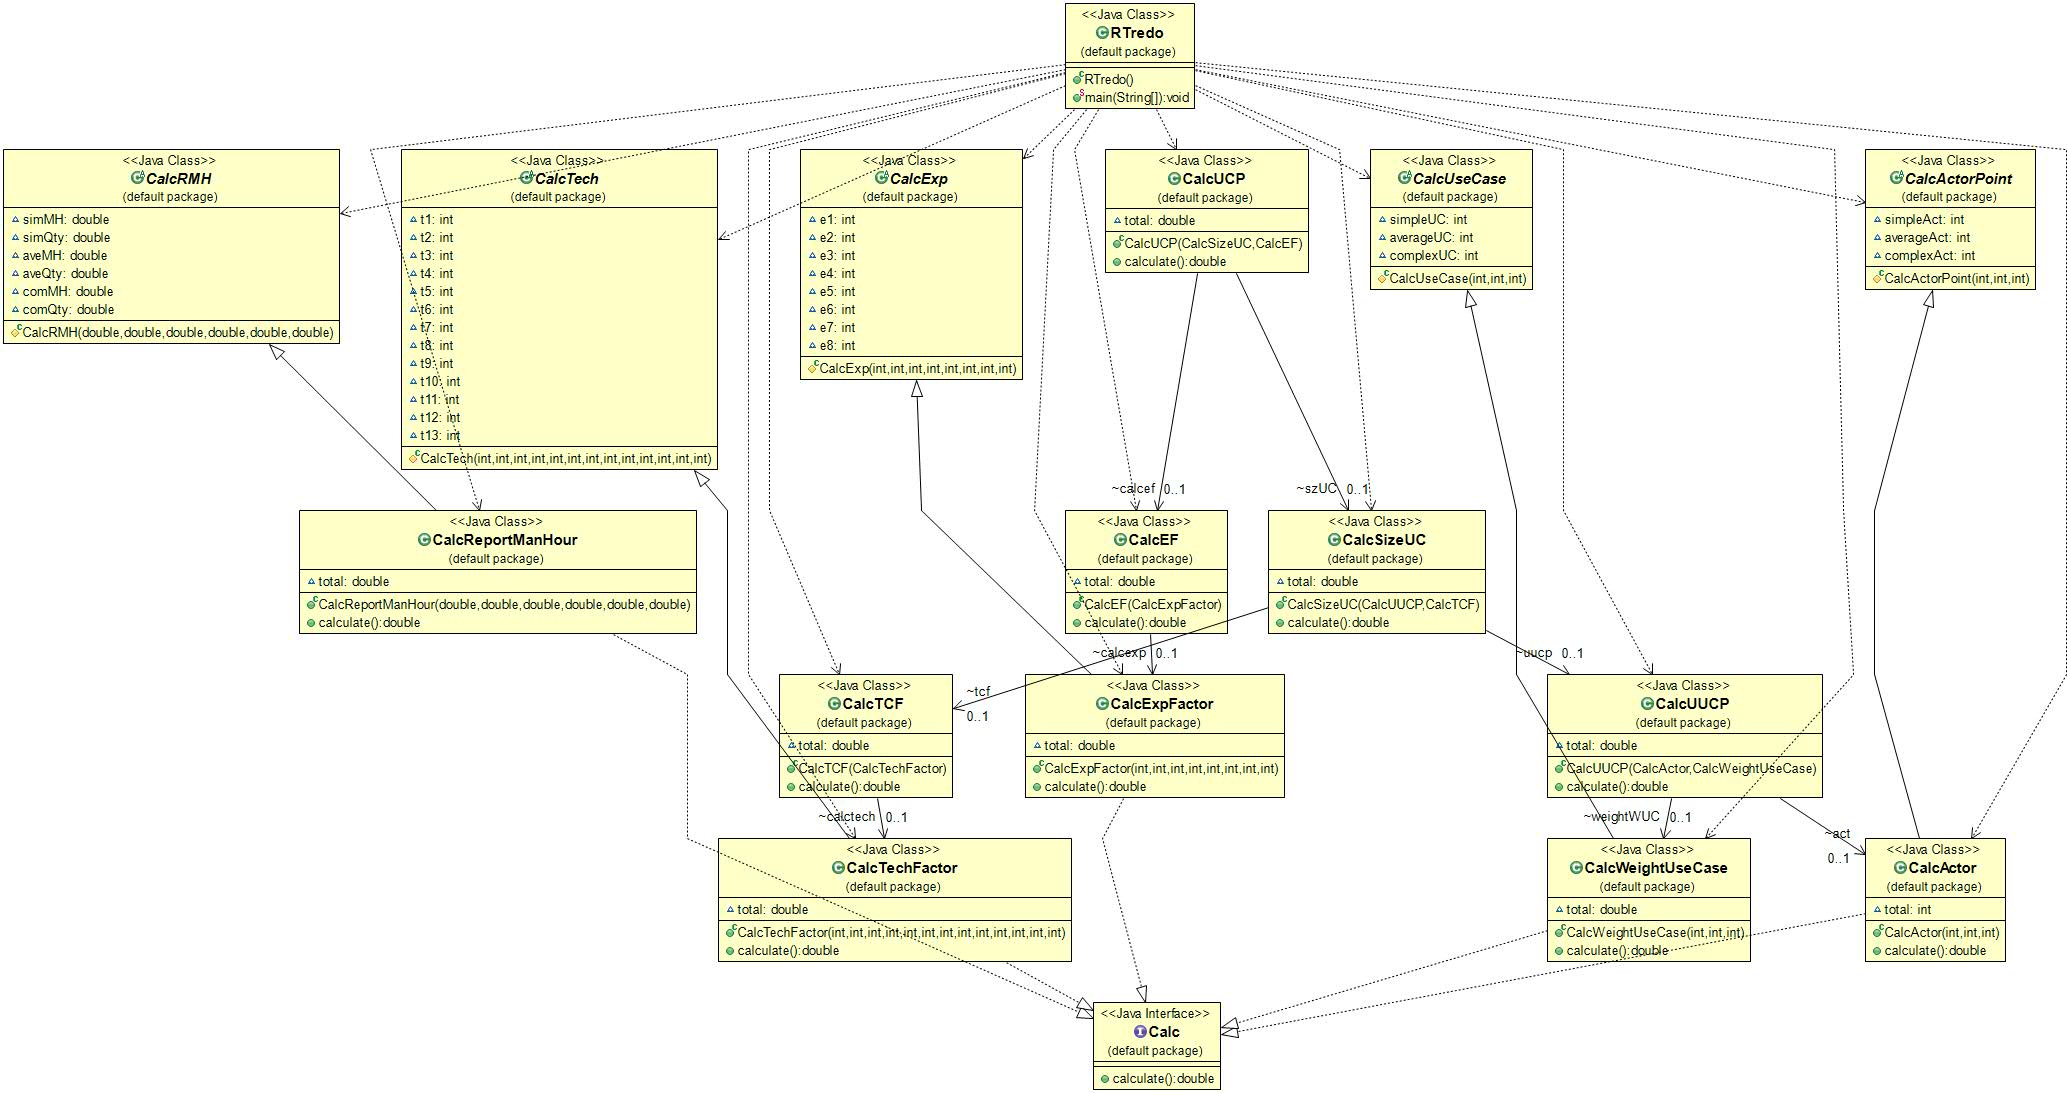 <<Java Class>>
RTredo
(default package)
RTredo()
main(String[]):void
<<Java Class>>
CalcRMH
(default package)
simMH: double
simQty: double
aveMH: double
aveQty: double
comMH: double
comQty: double
CalcRMH(double,double,double,double,double,double)
<<Java Class>>
CalcTech
(default package)
t1: int
t2: int
t3: int
t4: int
t5: int
t6: int
t7: int
t8: int
t9: int
t10: int
t11: int
t12: int
t13: int
CalcTech(int,int,int,int,int,int,int,int,int,int,int,int,int)
<<Java Class>>
CalcExp
(default package)
e1: int
e2: int
e3: int
e4: int
e5: int
e6: int
e7: int
e8: int
CalcExp(int,int,int,int,int,int,int,int)
<<Java Class>>
CalcUCP
(default package)
total: double
CalcUCP(CalcSizeUC,CalcEF)
calculate():double
<<Java Class>>
CalcUseCase
(default package)
simpleUC: int
averageUC: int
complexUC: int
CalcUseCase(int,int,int)
<<Java Class>>
CalcActorPoint
(default package)
simpleAct: int
averageAct: int
complexAct: int
CalcActorPoint(int,int,int)
~calcef 0..1
~szUC 0..1
<<Java Class>>
CalcReportManHour
(default package)
total: double
CalcReportManHour(double,double,double,double,double,double)
calculate():double
<<Java Class>>
CalcEF
(default package)
total: double
CalcEF(CalcExpFactor)
calculate():double
<<Java Class>>
CalcSizeUC
(default package)
total: double
CalcSizeUC(CalcUUCP,CalcTCF)
calculate():double
~calcexp 0..1
~uucp 0..1
~tcf
0..1
<<Java Class>>
CalcTCF
(default package)
total: double
CalcTCF(CalcTechFactor)
calculate():double
<<Java Class>>
CalcExpFactor
(default package)
total: double
CalcExpFactor(int,int,int,int,int,int,int,int)
calculate():double
<<Java Class>>
CalcUUCP
(default package)
total: double
CalcUUCP(CalcActor,CalcWeightUseCase)
calculate():double
~calctech 0..1
~weightWUC 0..1
~act
0..1
<<Java Class>>
CalcTechFactor
(default package)
total: double
CalcTechFactor(int,int,int,int,int,int,int,int,int,int,int,int,int)
calculate():double
<<Java Class>>
CalcWeightUseCase
(default package)
total: double
CalcWeightUseCase(int,int,int)
calculate():double
<<Java Class>>
CalcActor
(default package)
total: int
CalcActor(int,int,int)
calculate():double
<<Java Interface>>
Calc
(default package)
calculate():double